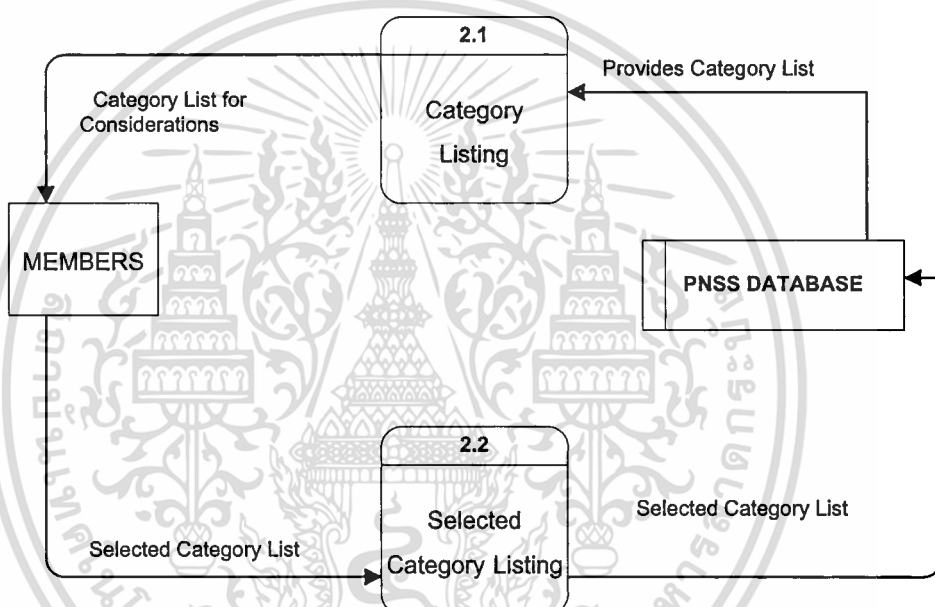 2.1
Provides Category List
Category List for
Considerations
Category
Listing
MEMBERS
PNSS DATABASE
2.2
Selected
Category Listing
Selected Category List
Selected Category List